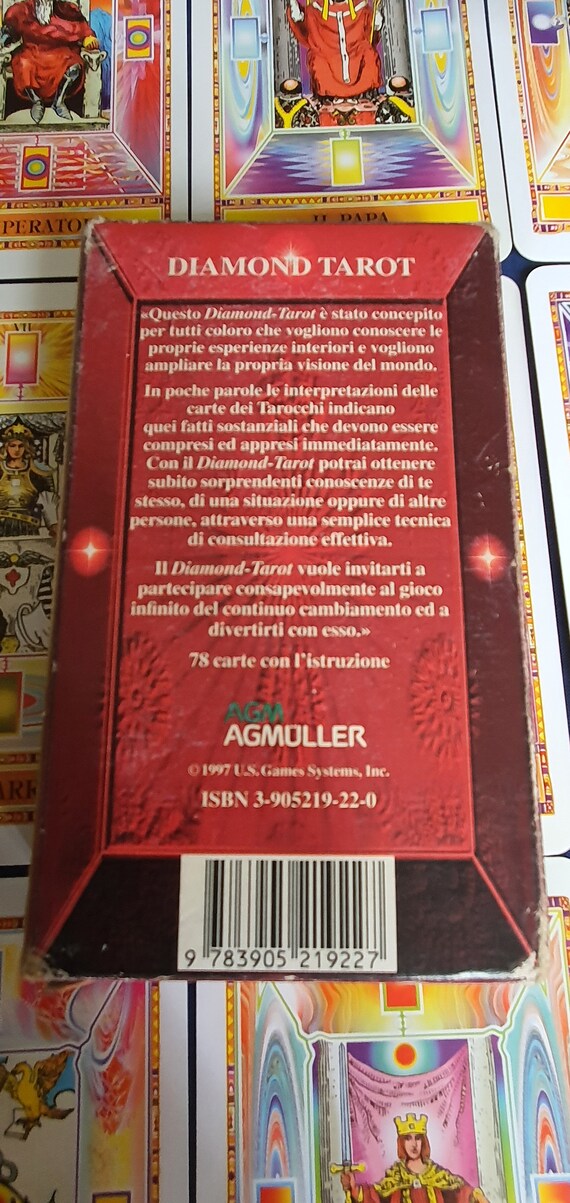 PERATO
IL PAPA
VII
DIAMOND TAROT
«Questo Diamond-Tarot è stato concepito
per tutti coloro che vogliono conoscere le
proprie esperienze interiori e vogliono
ampliare la propria visione del mondo.
In poche parole le interpretazioni delle
carte dei Tarocchi indicano
quei fatti sostanziali che devono essere
compresi ed appresi immediatamente.
Con il Diamond-Tarot potrai ottenere
subito sorprendenti conoscenze di te
stesso, di una situazione oppure di altre
persone, attraverso una semplice tecnica
di consultazione effettiva.
Il Diamond-Tarot vuole invitarti a
partecipare consapevolmente al gioco
infinito del continuo cambiamento ed a
divertirti con esso.»
78 carte con l'istruzione
AGM
AGMÜLLER
© 1997 U.S. Games Systems, Inc.
ISBN 3-905219-22-0
9 783905 219227